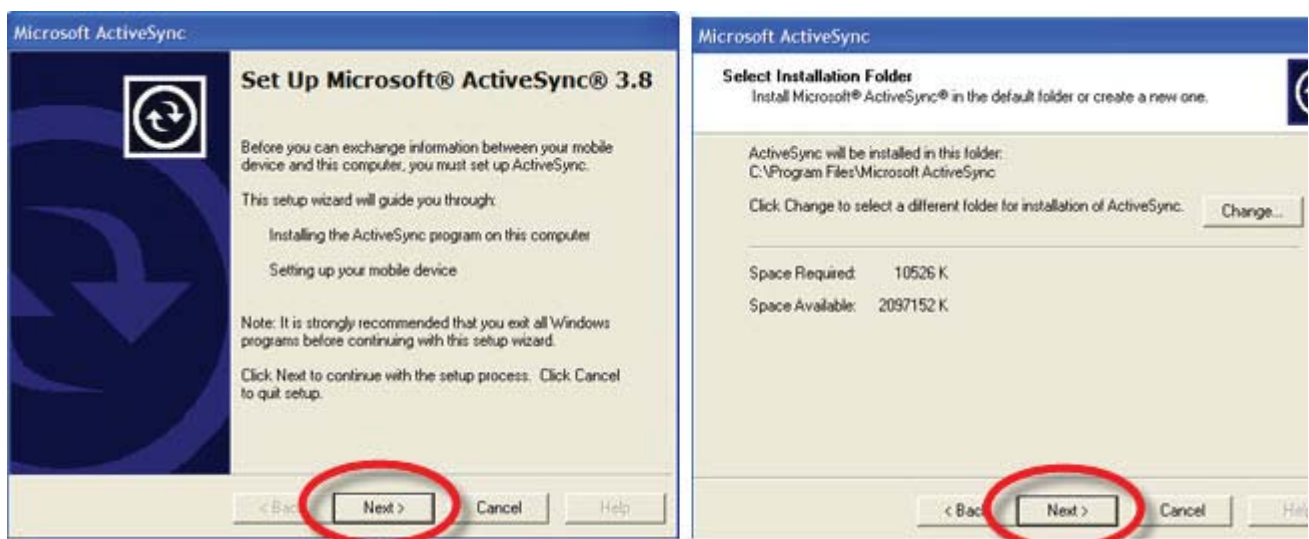 Microsoft ActiveSync
Set Up Microsoft® ActiveSync® 3.8
Before you can exchange information between your mobile
device and this computer, you must set up ActiveSync.
This setup wizard will guide you through:
Installing the ActiveSync program on this computer
Setting up your mobile device
Note: It is strongly recommended that you exit all Windows
programs before continuing with this setup wizard.
Click Next to continue with the setup process. Click Cancel
to quit setup.
< Bac
Next >
Cancel
Help
Microsoft ActiveSync
Select Installation Folder
Install Microsoft® ActiveSync® in the default folder or create a new one.
ActiveSync will be installed in this folder:
C:\Program Files\Microsoft ActiveSync
Click Change to select a different folder for installation of ActiveSync.
Change...
Space Required: 10526 K
Space Available: 2097152 K
< Bac
Next >
Cancel
Hel